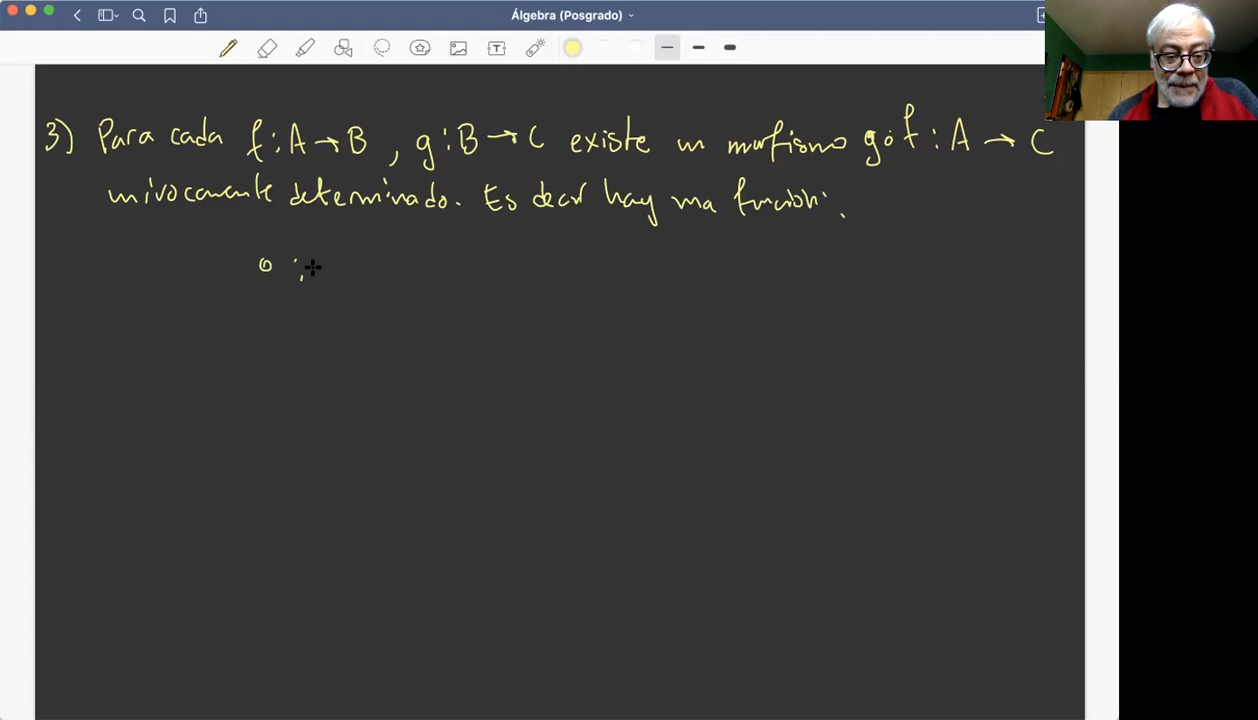 Álgebra (Posgrado)
3) Para cada f : A → B , g : B → C existe un morfismo g∘f : A → C
unívocamente determinado. Es decir hay una función
∘ :